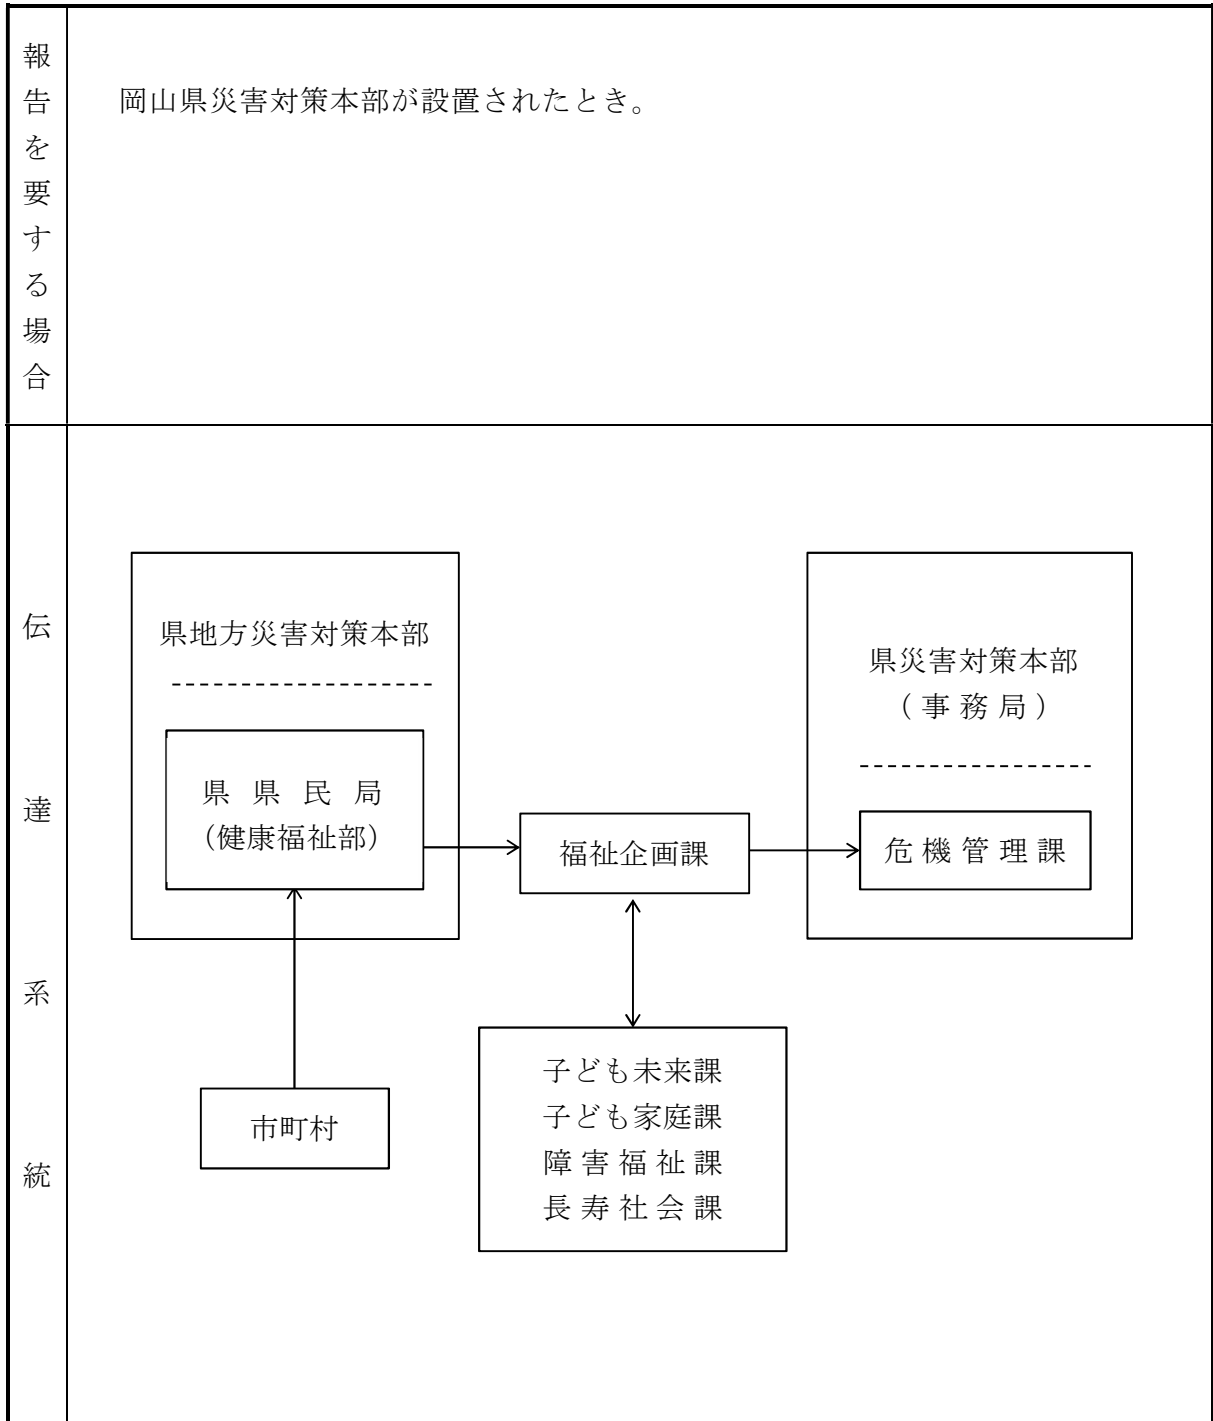 報告を要する場合
岡山県災害対策本部が設置されたとき。
伝達系統
県地方災害対策本部
県県民局
(健康福祉部)
市町村
福祉企画課
子ども未来課
子ども家庭課
障害福祉課
長寿社会課
県災害対策本部
(事務局)
危機管理課